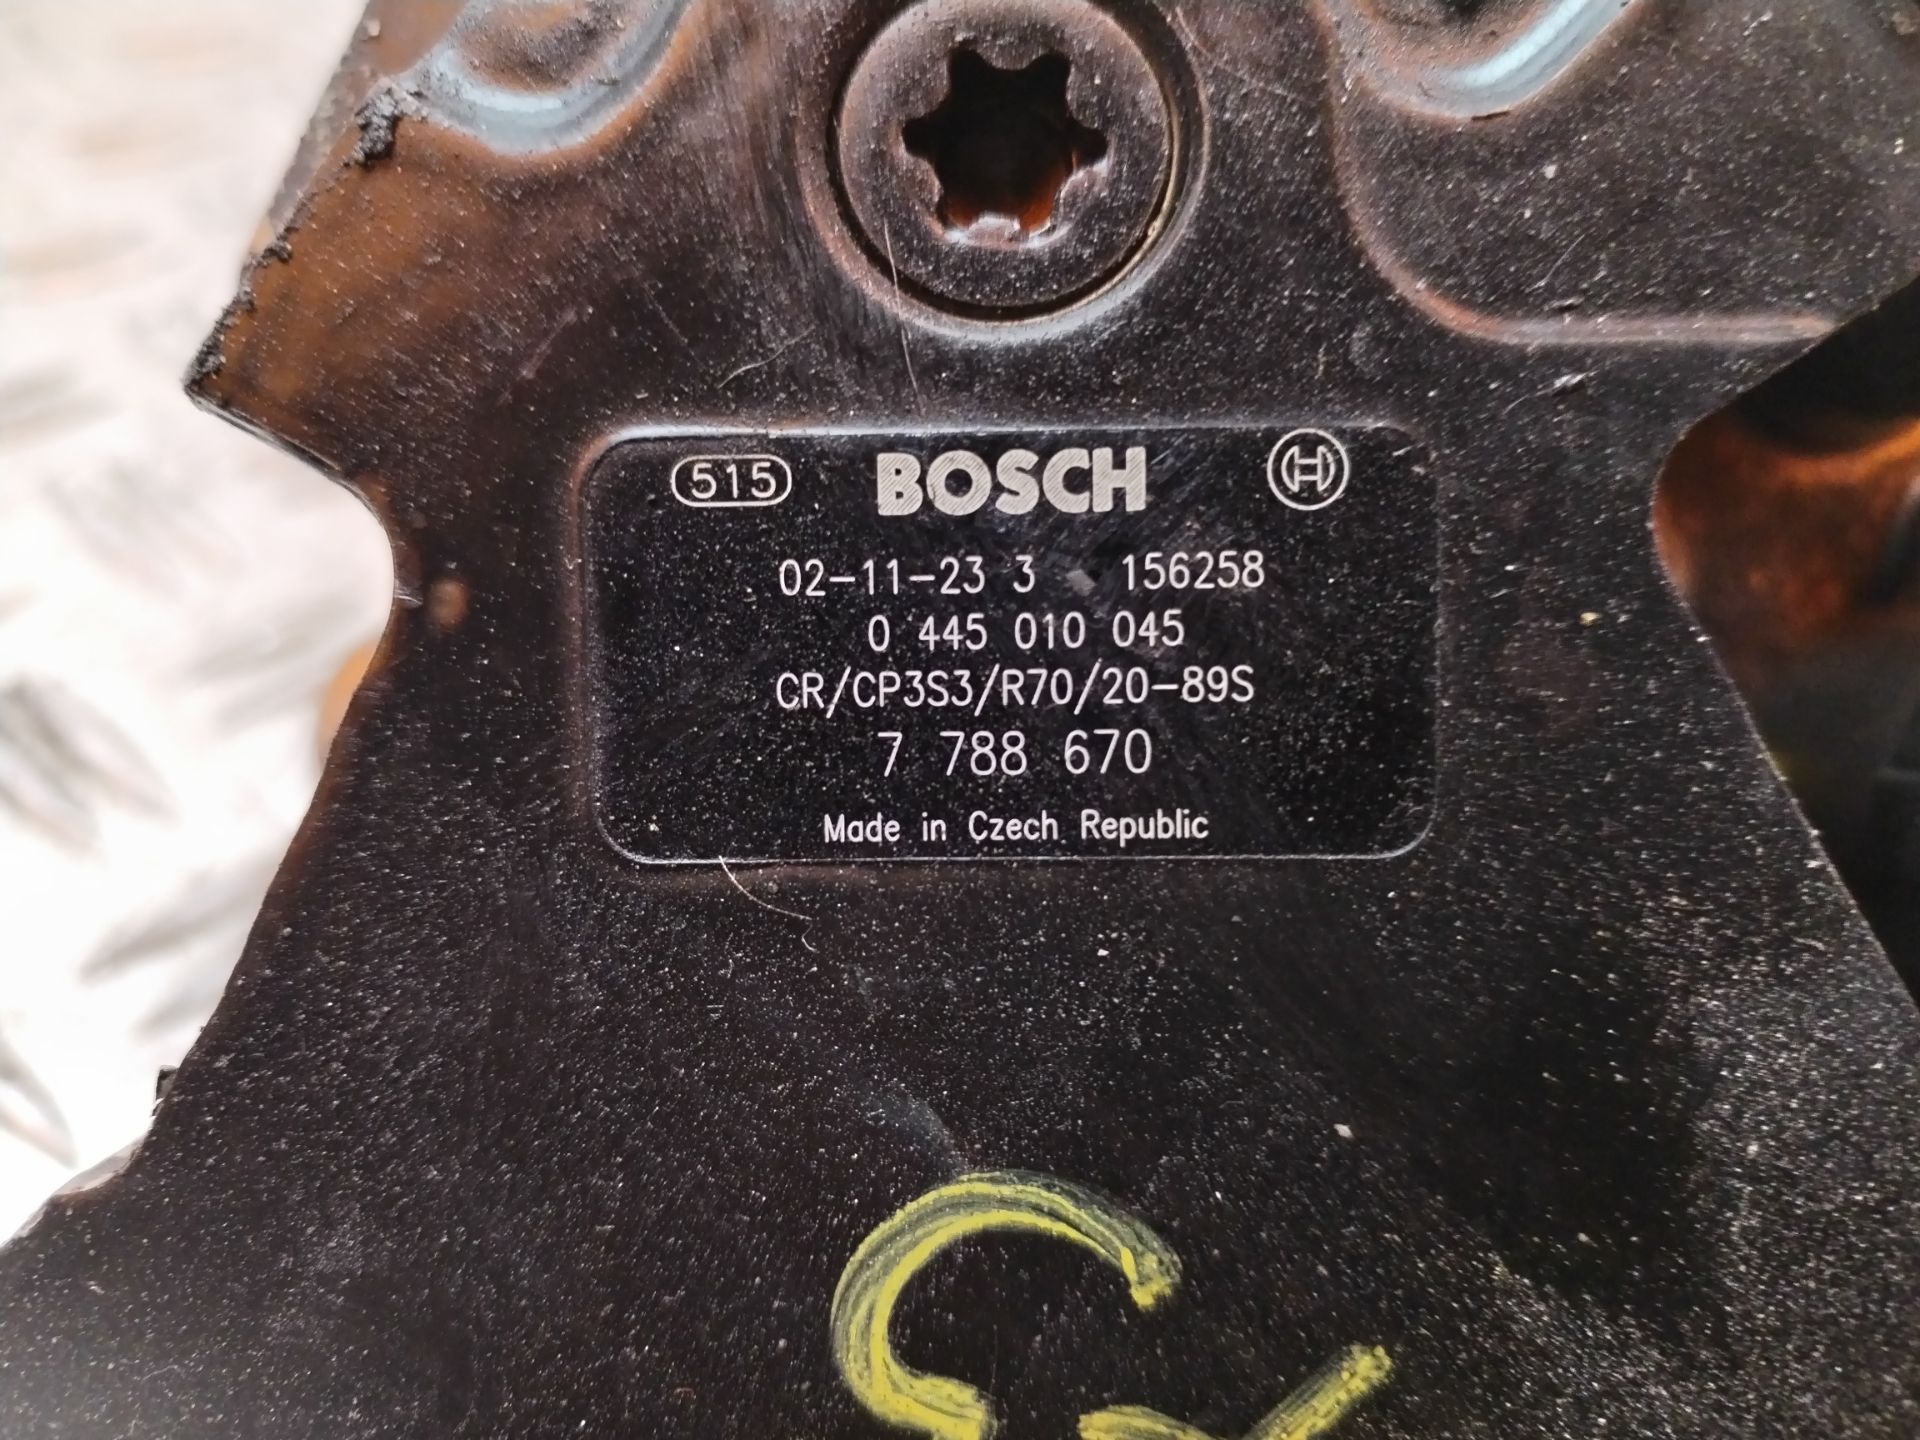 515 BOSCH
02-11-23 3 156258
0 445 010 045
CR/CP3S3/R70/20-89S
7 788 670
Made in Czech Republic